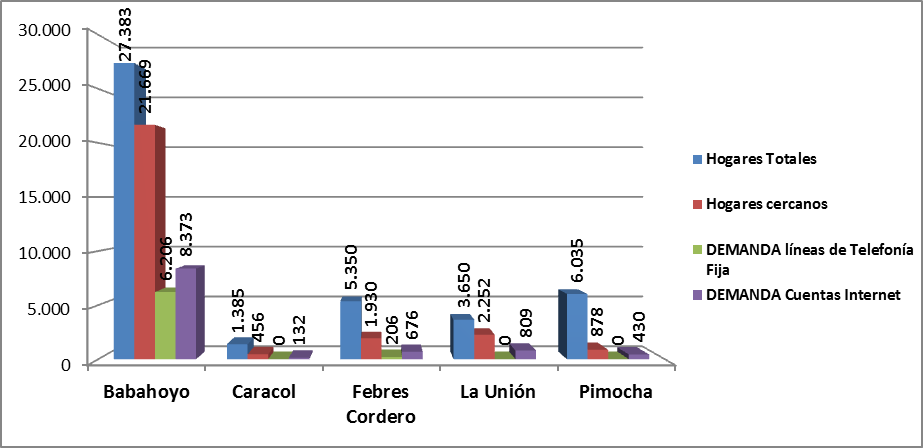 30.000
25.000
20.000
15.000
10.000
5.000
0
27.383
21.669
6.206
8.373
1.385
456
0
132
5.350
1.930
206
676
3.650
2.252
0
809
6.035
878
0
430
Babahoyo
Caracol
Febres
Cordero
La Unión
Pimocha
Hogares Totales
Hogares cercanos
DEMANDA líneas de Telefonía
Fija
DEMANDA Cuentas Internet